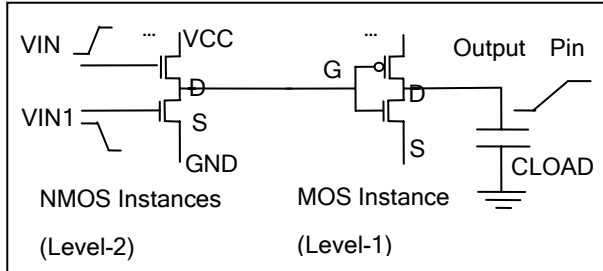 VIN ... VCC ... Output Pin
G
D D
VIN1 S
S
GND CLOAD
NMOS Instances MOS Instance
(Level-2) (Level-1)